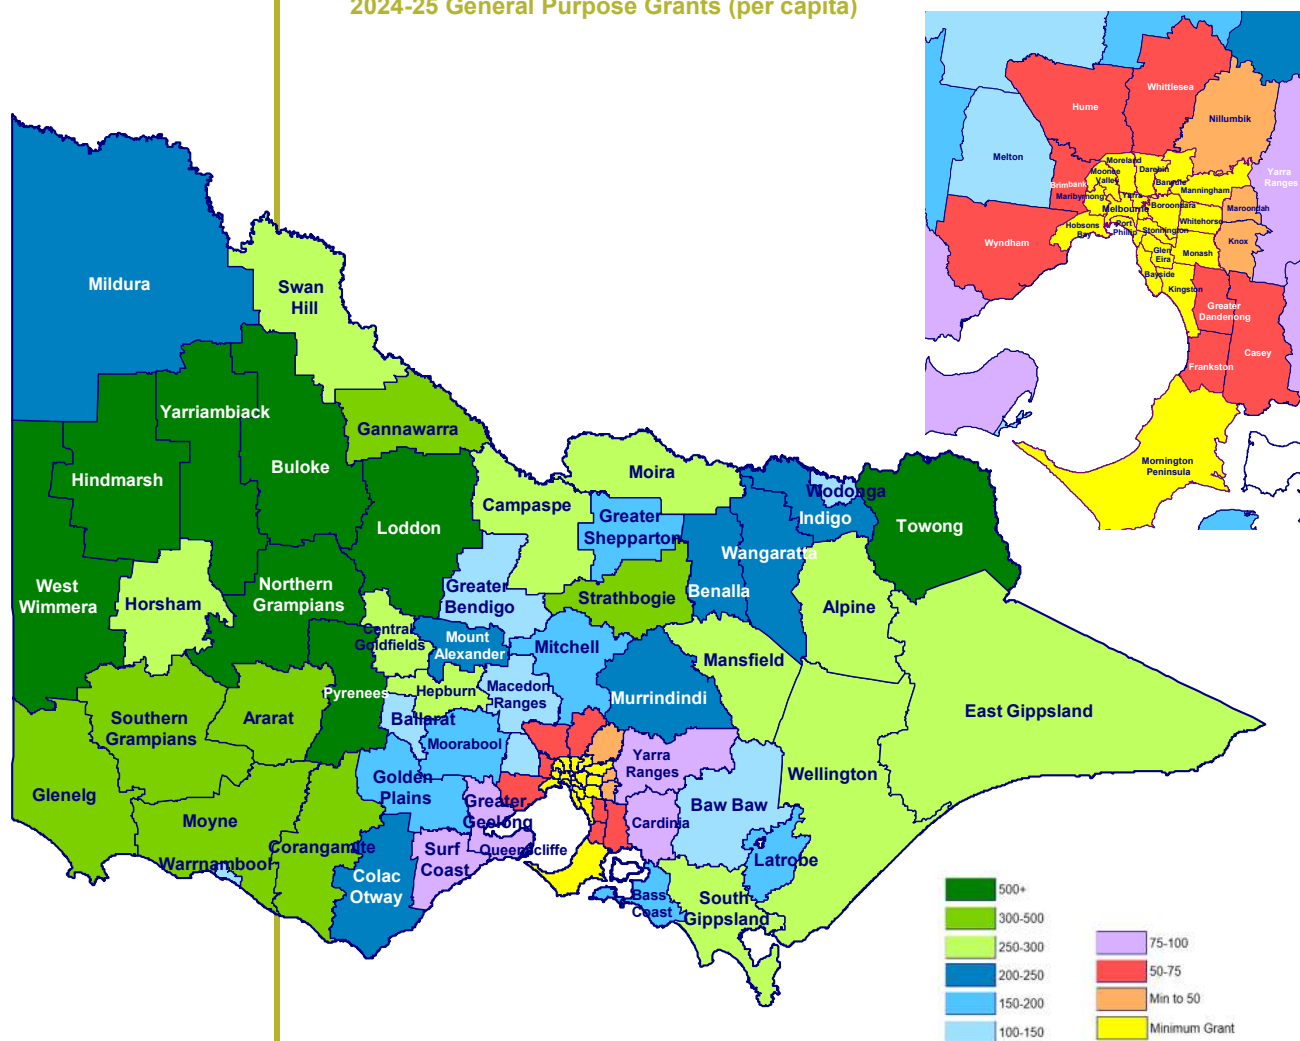 2024-25 General Purpose Grants (per capita)
Hume
Whittlesea
Nillumbik
Melton
Yarra
Ranges
Moreland
Moonee
Valley
Darebin
Banyule
Brimbank
Maribyrnong
Manningham
Yarra
Melbourne
Boroondara
Maroondah
Hobsons
Bay
Port
Phillip
Whitehorse
Stonnington
Knox
Wyndham
Glen
Eira
Monash
Bayside
Kingston
Greater
Dandenong
Casey
Frankston
Mornington
Peninsula
Mildura
Swan
Hill
Yarriambiack
Gannawarra
Hindmarsh
Buloke
Moira
Loddon
Campaspe
Greater
Shepparton
Wodonga
Indigo
Towong
Wangaratta
West
Wimmera
Horsham
Northern
Grampians
Greater
Bendigo
Strathbogie
Benalla
Alpine
Central
Goldfields
Mount
Alexander
Mitchell
Mansfield
Pyrenees
Hepburn
Macedon
Ranges
Murrindindi
Southern
Grampians
Ararat
Ballarat
Moorabool
East Gippsland
Yarra
Ranges
Wellington
Glenelg
Golden
Plains
Greater
Geelong
Baw Baw
Moyne
Cardinia
Corangamite
Warrnambool
Surf
Coast
Queenscliffe
Latrobe
Colac
Otway
Bass
Coast
South
Gippsland
500+
300-500
250-300
200-250
150-200
100-150
75-100
50-75
Min to 50
Minimum Grant